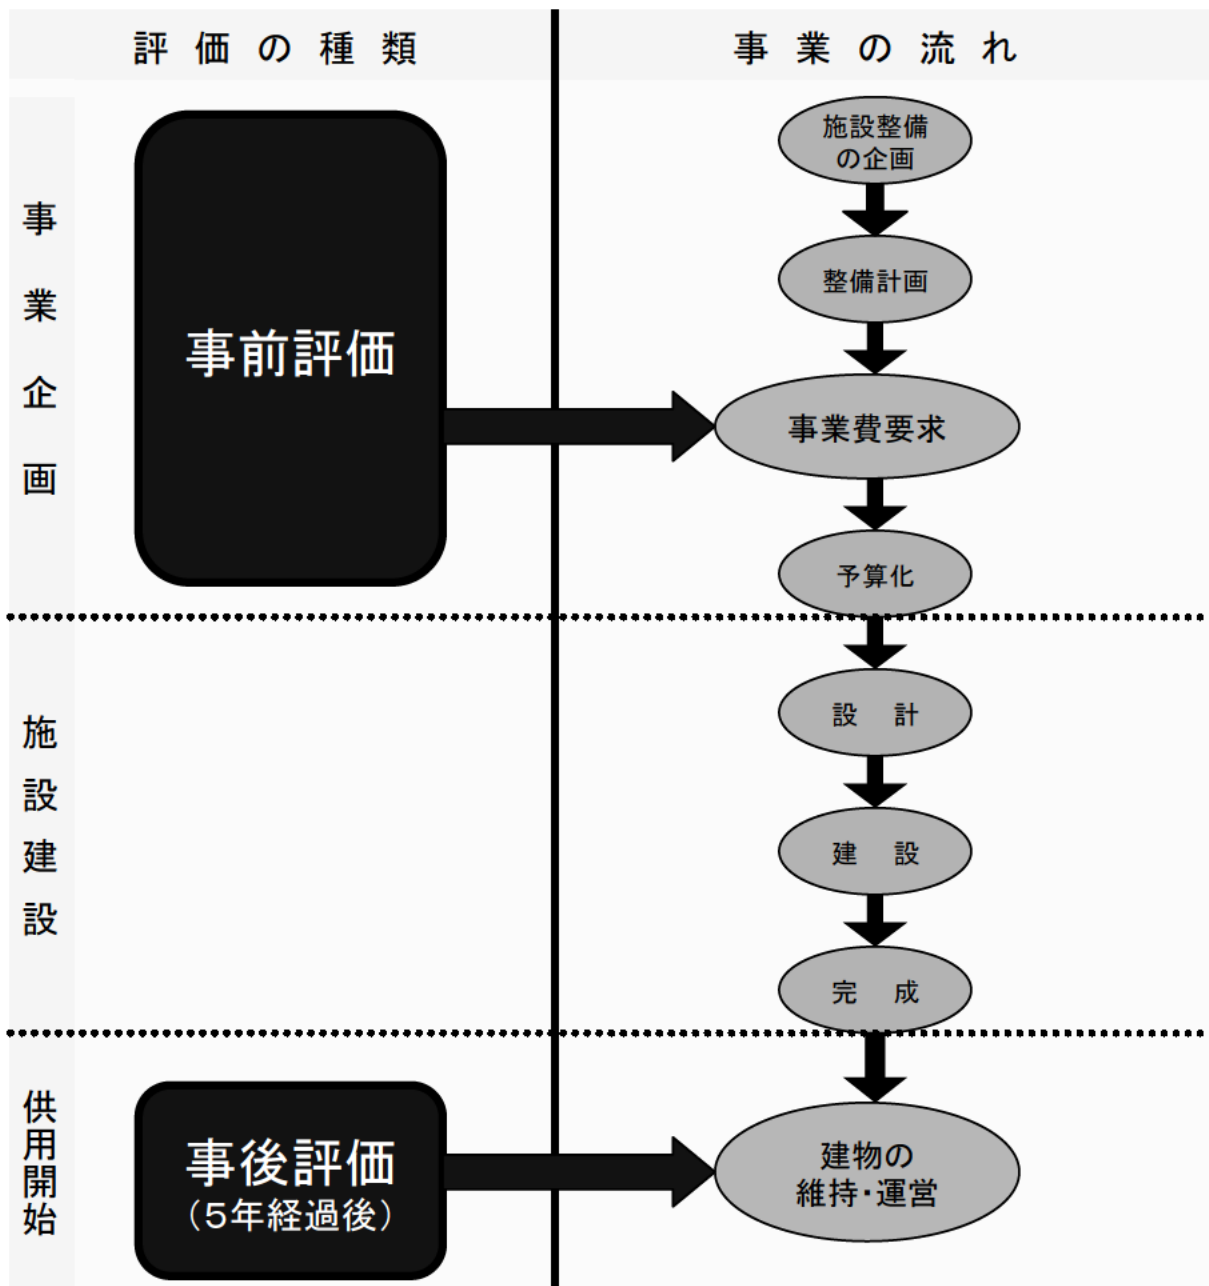 評価の種類
事業の流れ
事業企画
事前評価
施設整備
の企画
整備計画
事業費要求
予算化
施設建設
設 計
建 設
完 成
供用開始
事後評価
（5年経過後）
建物の
維持・運営